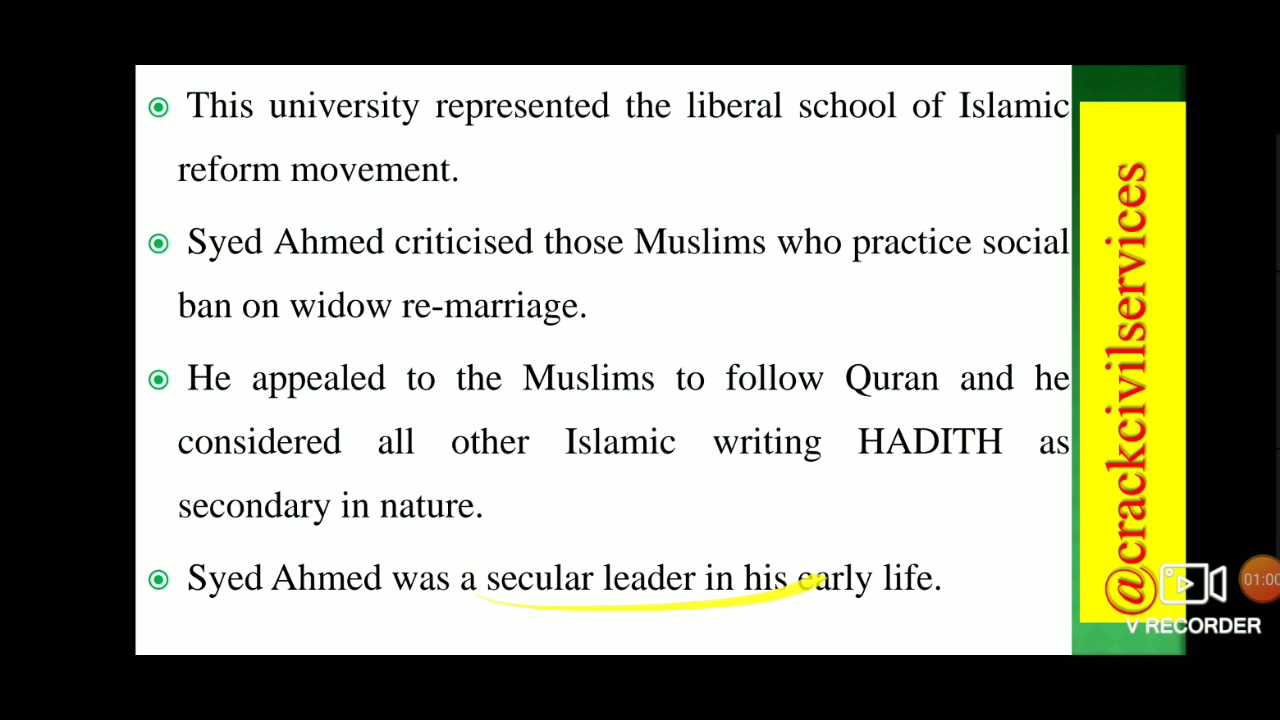 This university represented the liberal school of Islamic
reform movement.
Syed Ahmed criticised those Muslims who practice social
ban on widow re-marriage.
He appealed to the Muslims to follow Quran and he
considered all other Islamic writing HADITH as
secondary in nature.
Syed Ahmed was a secular leader in his early life.
@crackcivilservices
V RECORDER
01:00